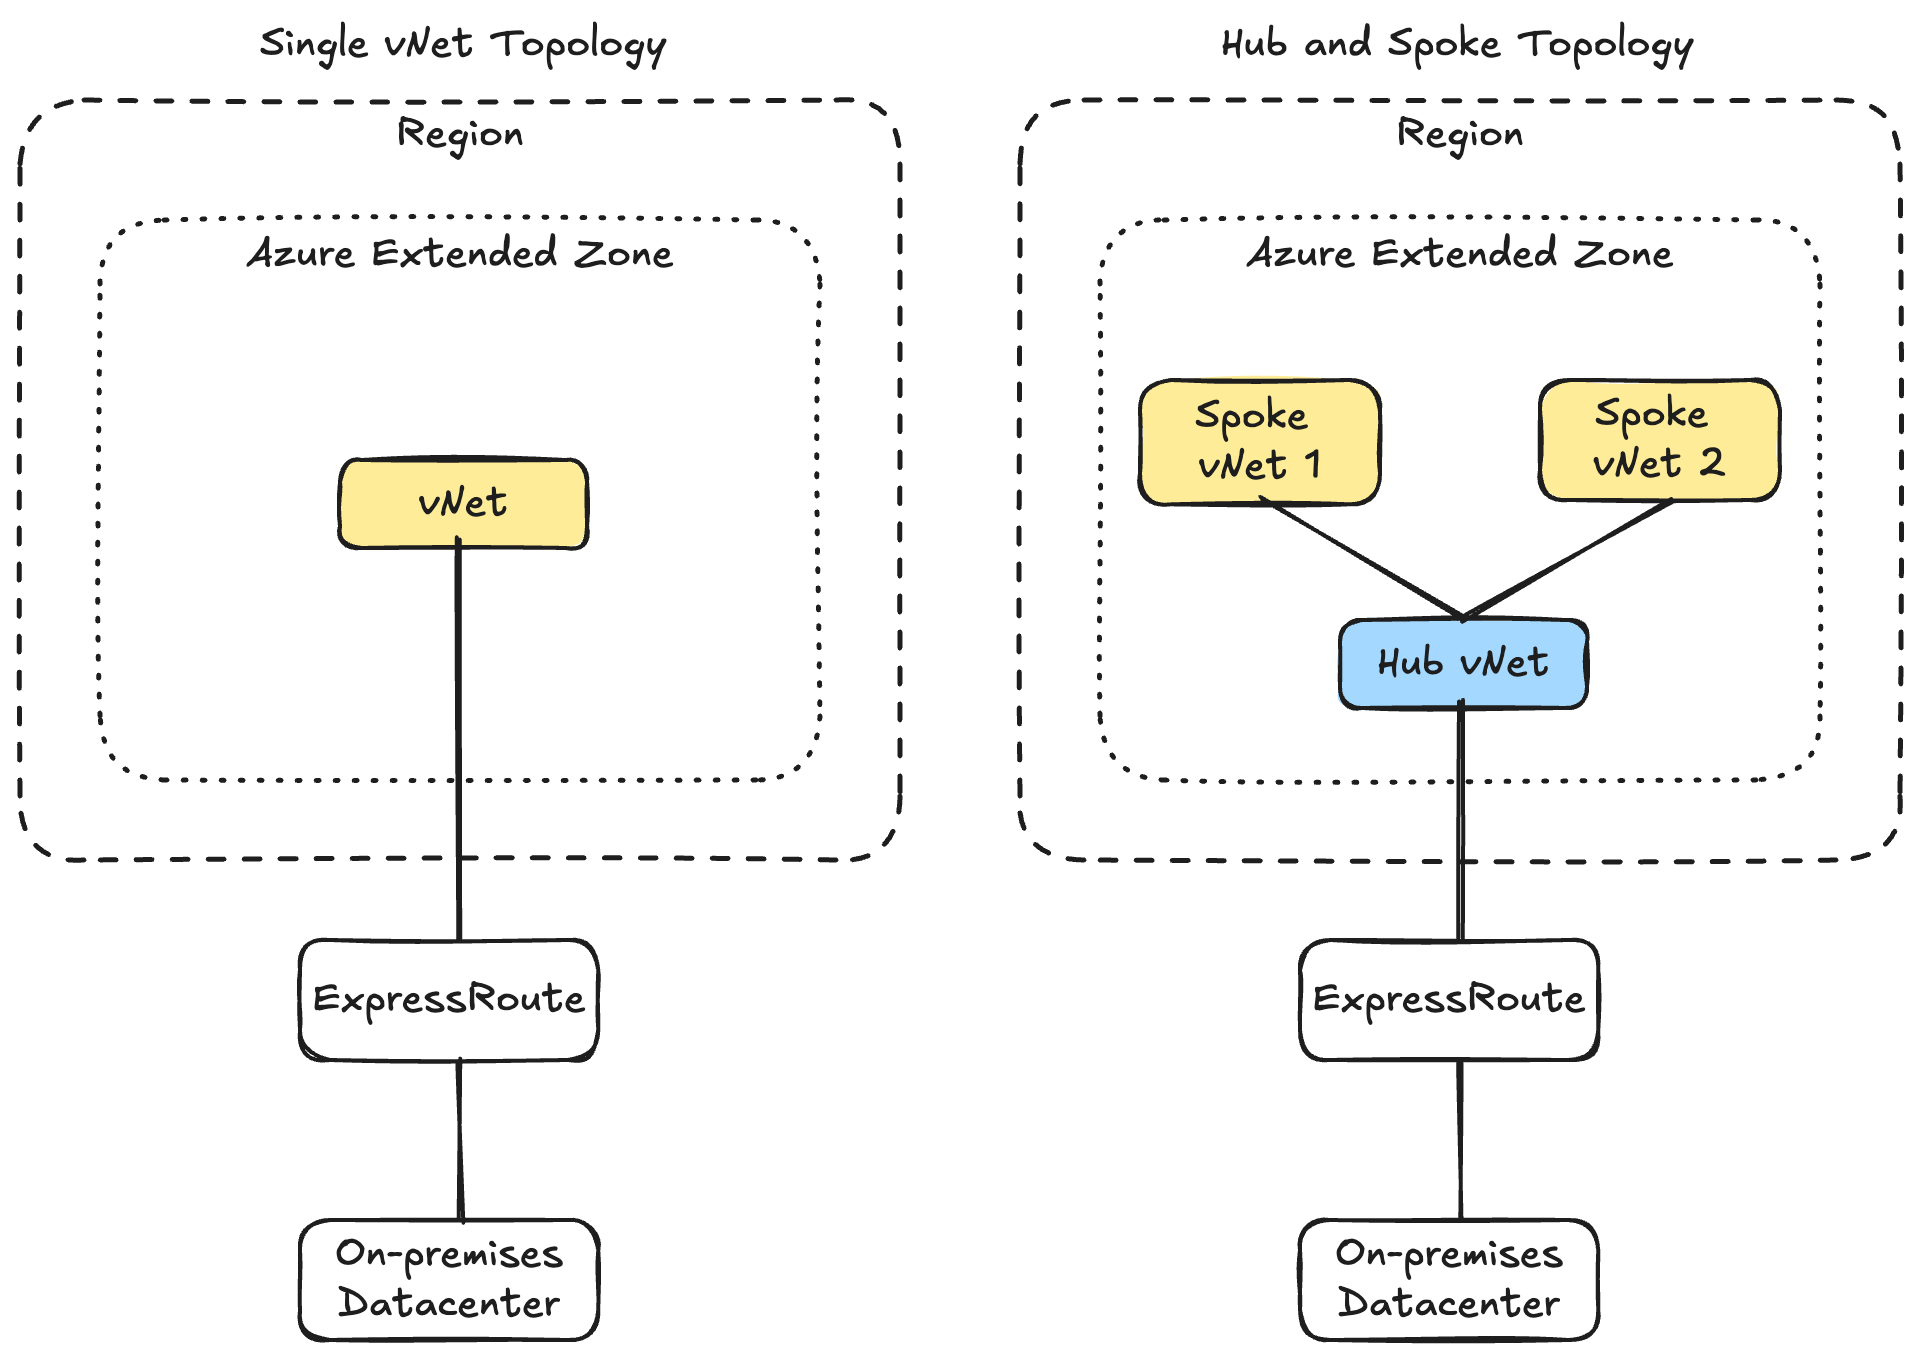 Single vNet Topology
Region
Azure Extended Zone
vNet
ExpressRoute
On-premises
Datacenter
Hub and Spoke Topology
Region
Azure Extended Zone
Spoke
vNet 1
Spoke
vNet 2
Hub vNet
ExpressRoute
On-premises
Datacenter